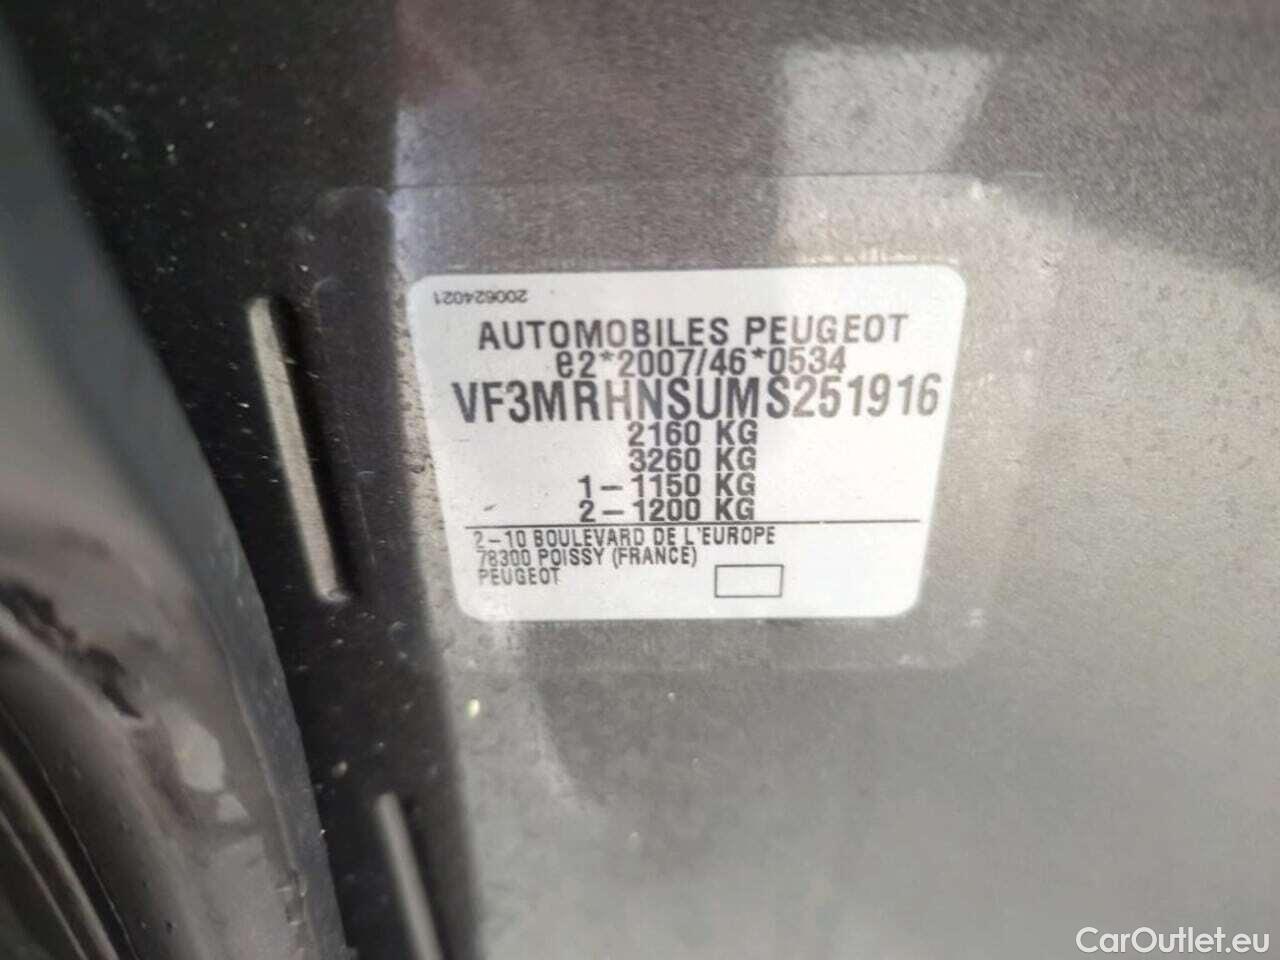 200624021
AUTOMOBILES PEUGEOT
e2*2007/46*0534
VF3MRHNSUMS251916
2160 KG
3260 KG
1-1150 KG
2-1200 KG
2-10 BOULEVARD DE L'EUROPE
78300 POISSY (FRANCE)
PEUGEOT
CarOutlet.eu